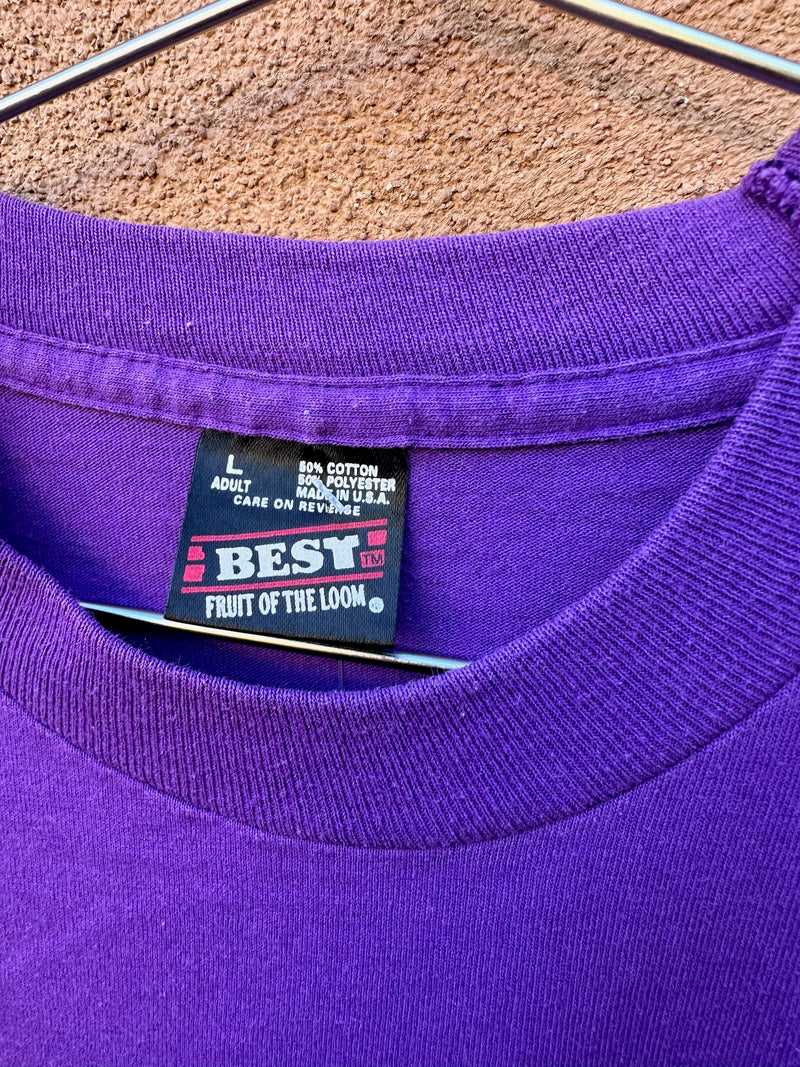 L
ADULT
50% COTTON
50% POLYESTER
MADE IN U.S.A.
CARE ON REVERSE
BEST TM
FRUIT OF THE LOOM ®